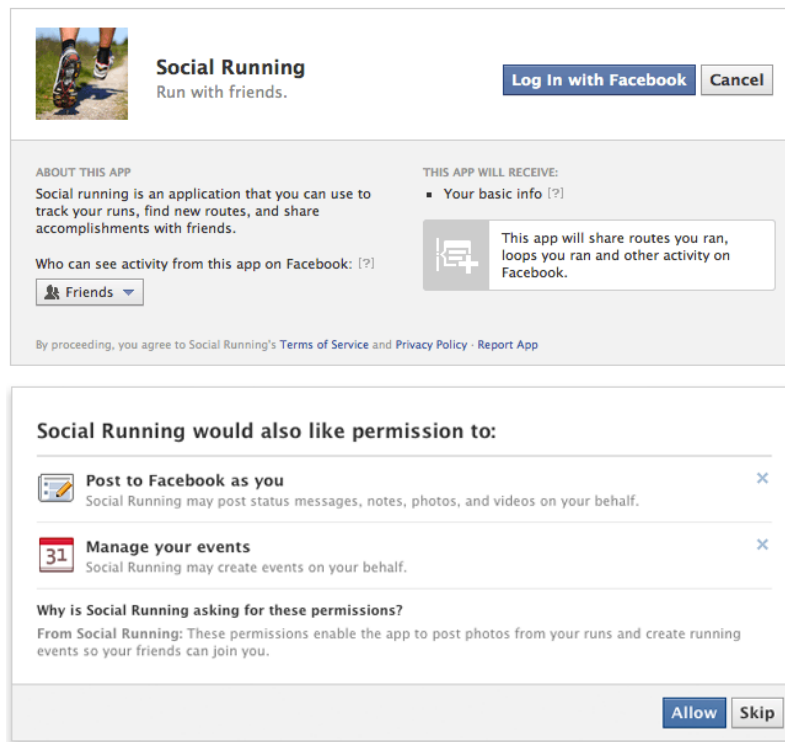 Social Running
Run with friends.
Log In with Facebook
Cancel
ABOUT THIS APP
Social running is an application that you can use to
track your runs, find new routes, and share
accomplishments with friends.
Who can see activity from this app on Facebook: [?]
Friends
THIS APP WILL RECEIVE:
Your basic info [?]
This app will share routes you ran,
loops you ran and other activity on
Facebook.
By proceeding, you agree to Social Running's Terms of Service and Privacy Policy · Report App
Social Running would also like permission to:
Post to Facebook as you
Social Running may post status messages, notes, photos, and videos on your behalf.
31
Manage your events
Social Running may create events on your behalf.
Why is Social Running asking for these permissions?
From Social Running: These permissions enable the app to post photos from your runs and create running
events so your friends can join you.
Allow
Skip